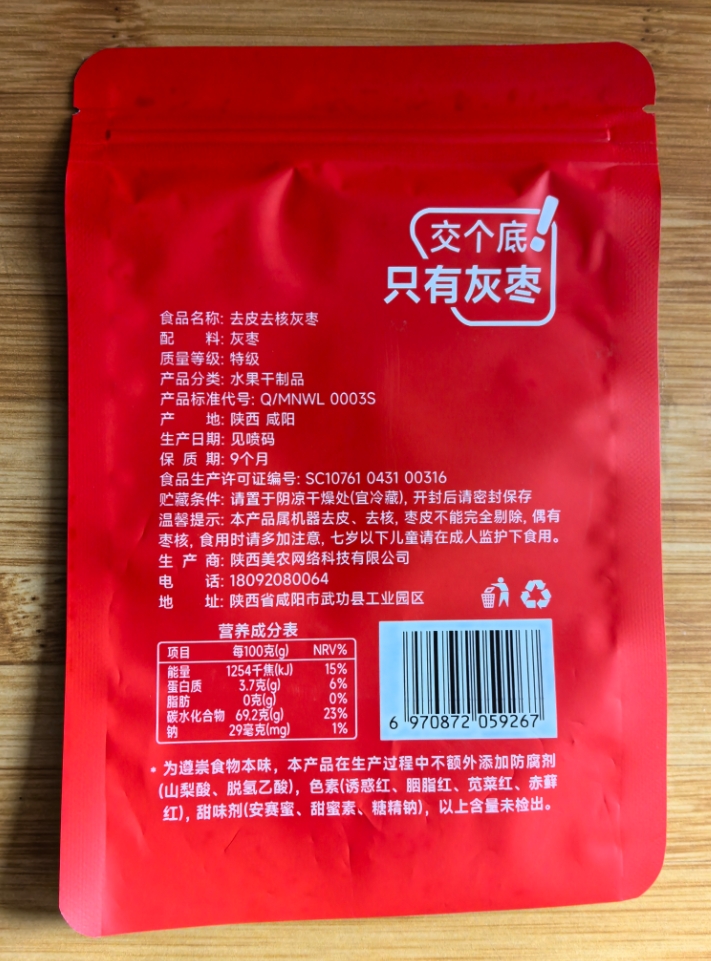 交个底!
只有灰枣
食品名称: 去皮去核灰枣
配 料: 灰枣
质量等级: 特级
产品分类: 水果干制品
产品标准代号: Q/MNWL 0003S
产 地: 陕西 咸阳
生产日期: 见喷码
保 质 期: 9个月
食品生产许可证编号: SC10761 0431 00316
贮藏条件: 请置于阴凉干燥处(宜冷藏), 开封后请密封保存
温馨提示: 本产品属机器去皮、去核, 枣皮不能完全剔除, 偶有
枣核, 食用时请多加注意, 七岁以下儿童请在成人监护下食用。
生 产 商: 陕西美农网络科技有限公司
电 话: 18092080064
地 址: 陕西省咸阳市武功县工业园区
营养成分表
项目 每100克(g) NRV%
能量 1254千焦(kJ) 15%
蛋白质 3.7克(g) 6%
脂肪 0克(g) 0%
碳水化合物 69.2克(g) 23%
钠 29毫克(mg) 1%
6 970872 059267
* 为遵崇食物本味, 本产品在生产过程中不额外添加防腐剂
(山梨酸、脱氢乙酸), 色素(诱惑红、胭脂红、苋菜红、赤藓
红), 甜味剂(安赛蜜、甜蜜素、糖精钠), 以上含量未检出。